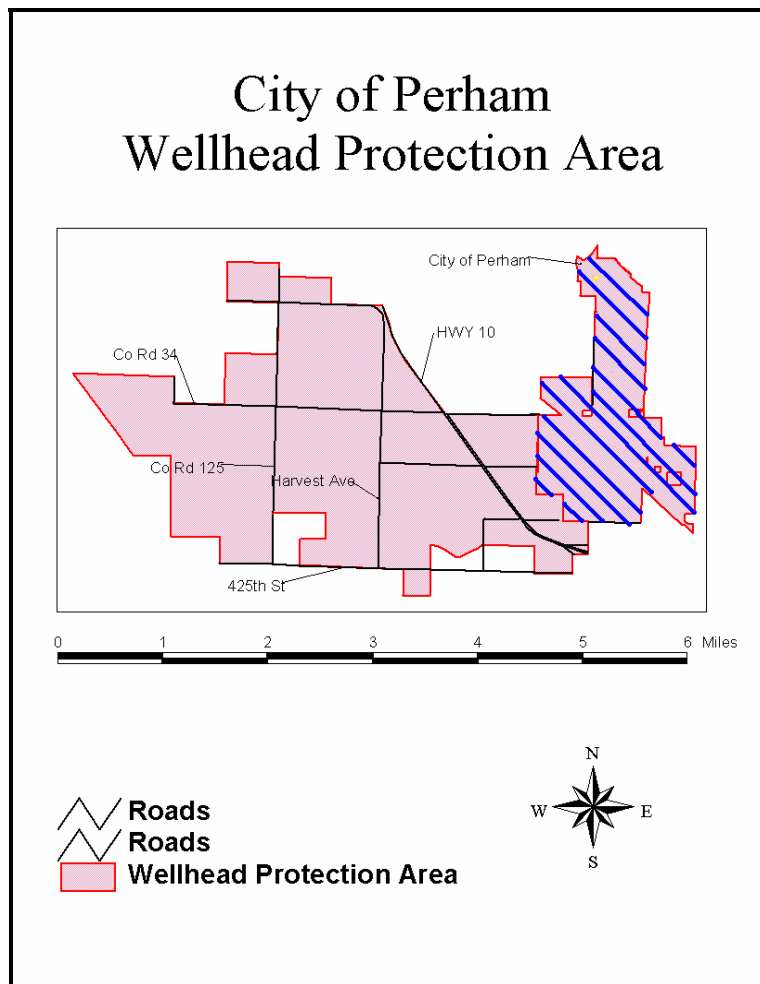 City of Perham
Wellhead Protection Area
City of Perham
HWY 10
Co Rd 34
Co Rd 125
Harvest Ave
425th St
0 1 2 3 4 5 6 Miles
N
W E
S
Roads
Roads
Wellhead Protection Area